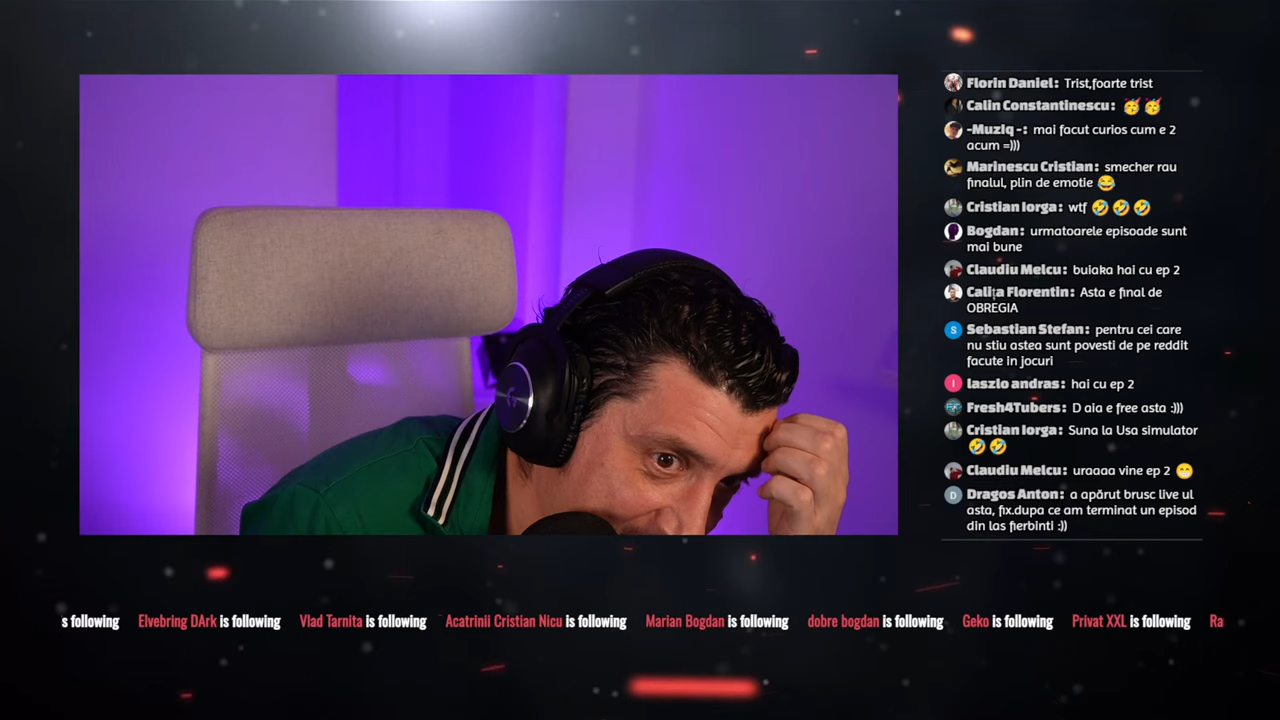 Florin Daniel: Trist,foarte trist
Calin Constantinescu: 🥳 🥳
-MuzIq-: mai facut curios cum e 2
acum =)))
Marinescu Cristian: smecher rau
finalul, plin de emotie 😂
Cristian Iorga: wtf 🤣 🤣 🤣
Bogdan: urmatoarele episoade sunt
mai bune
Claudiu Melcu: buiaka hai cu ep 2
Calița Florentin: Asta e final de
OBREGIA
S
Sebastian Stefan: pentru cei care
nu stiu astea sunt povesti de pe reddit
facute in jocuri
l
laszlo andras: hai cu ep 2
Fresh4Tubers: D aia e free asta :)))
Cristian Iorga: Suna la Usa simulator
🤣 🤣
Claudiu Melcu: uraaaa vine ep 2 😁
D
Dragos Anton: a apărut brusc live ul
asta, fix.dupa ce am terminat un episod
din las fierbinti :))
s following Elvebring DArk is following Vlad Tarnita is following Acatrinii Cristian Nicu is following Marian Bogdan is following dobre bogdan is following Geko is following Privat XXL is following Ra